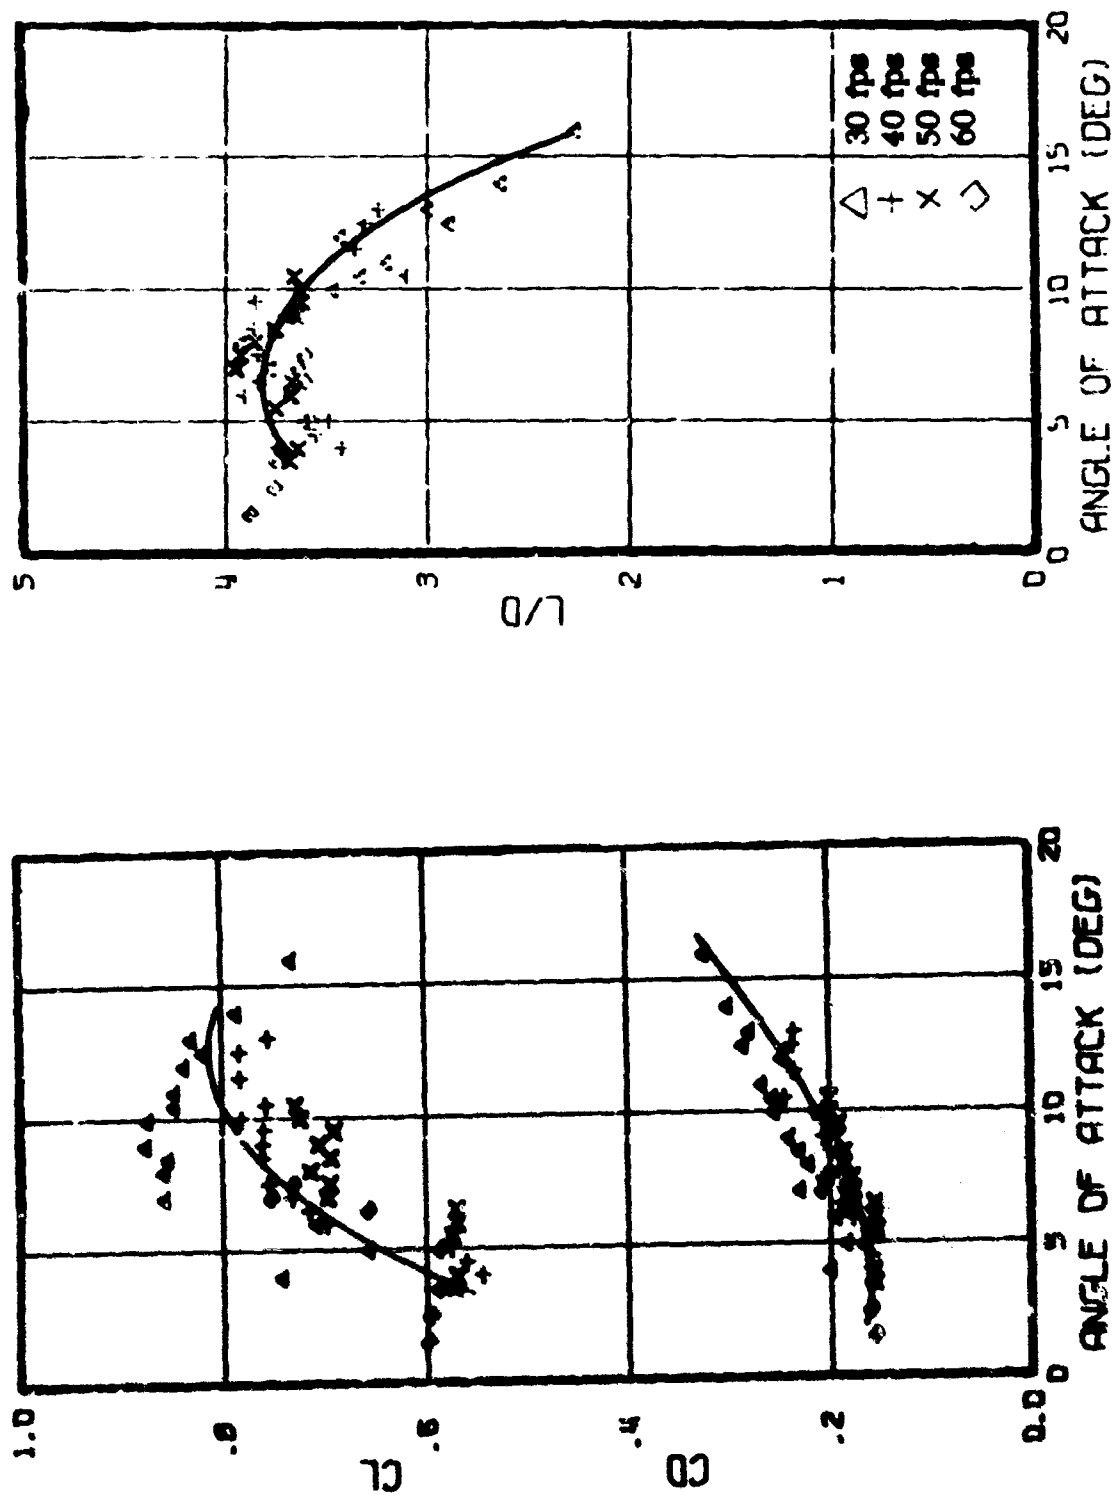 1.0
.8
.6
.4
.2
0.0
CL
CD
0
5
10
15
20
ANGLE OF ATTACK (DEG)
5
4
3
2
1
0
L/D
0
5
10
15
20
ANGLE OF ATTACK (DEG)
△ 30 fps
+ 40 fps
× 50 fps
◇ 60 fps